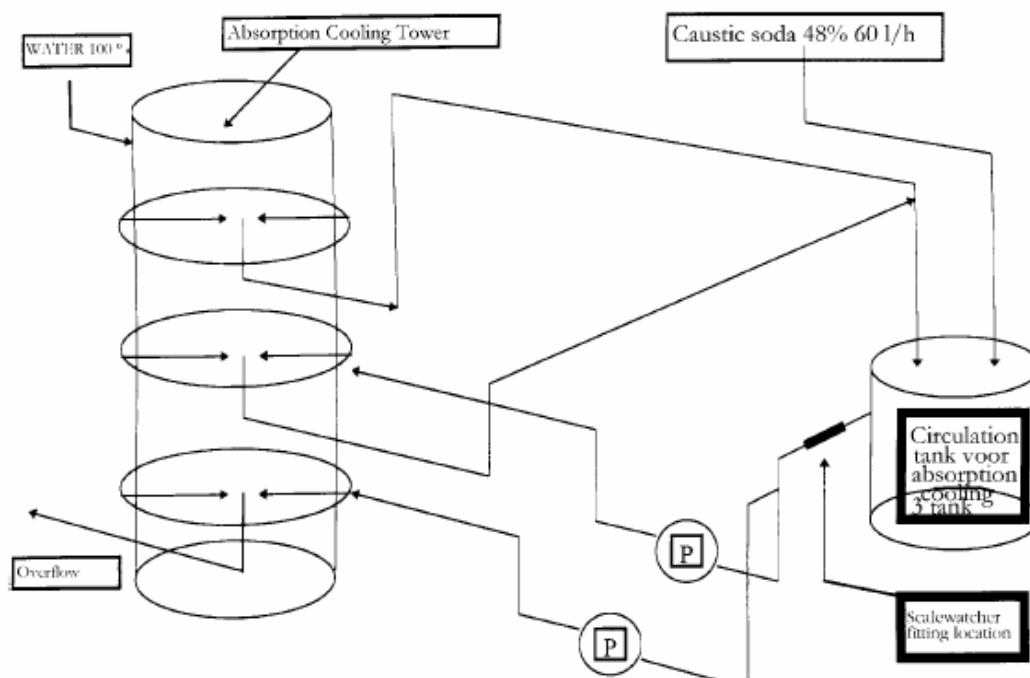 WATER 100 °
Absorption Cooling Tower
Caustic soda 48% 60 l/h
Circulation
tank voor
absorption
cooling
3 tank
P
P
Overflow
Scalewatcher
fitting location